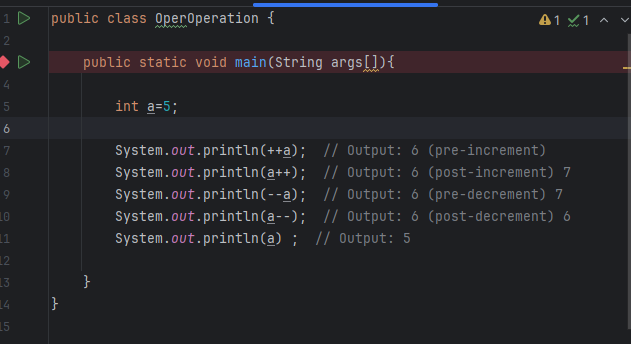 1 public class OperOperation { 1 1
2
public static void main(String args[]){
4
5 int a=5;
6
7 System.out.println(++a); // Output: 6 (pre-increment)
8 System.out.println(a++); // Output: 6 (post-increment) 7
9 System.out.println(--a); // Output: 6 (pre-decrement) 7
10 System.out.println(a--); // Output: 6 (post-decrement) 6
11 System.out.println(a) ; // Output: 5
12
13 }
14 }
15